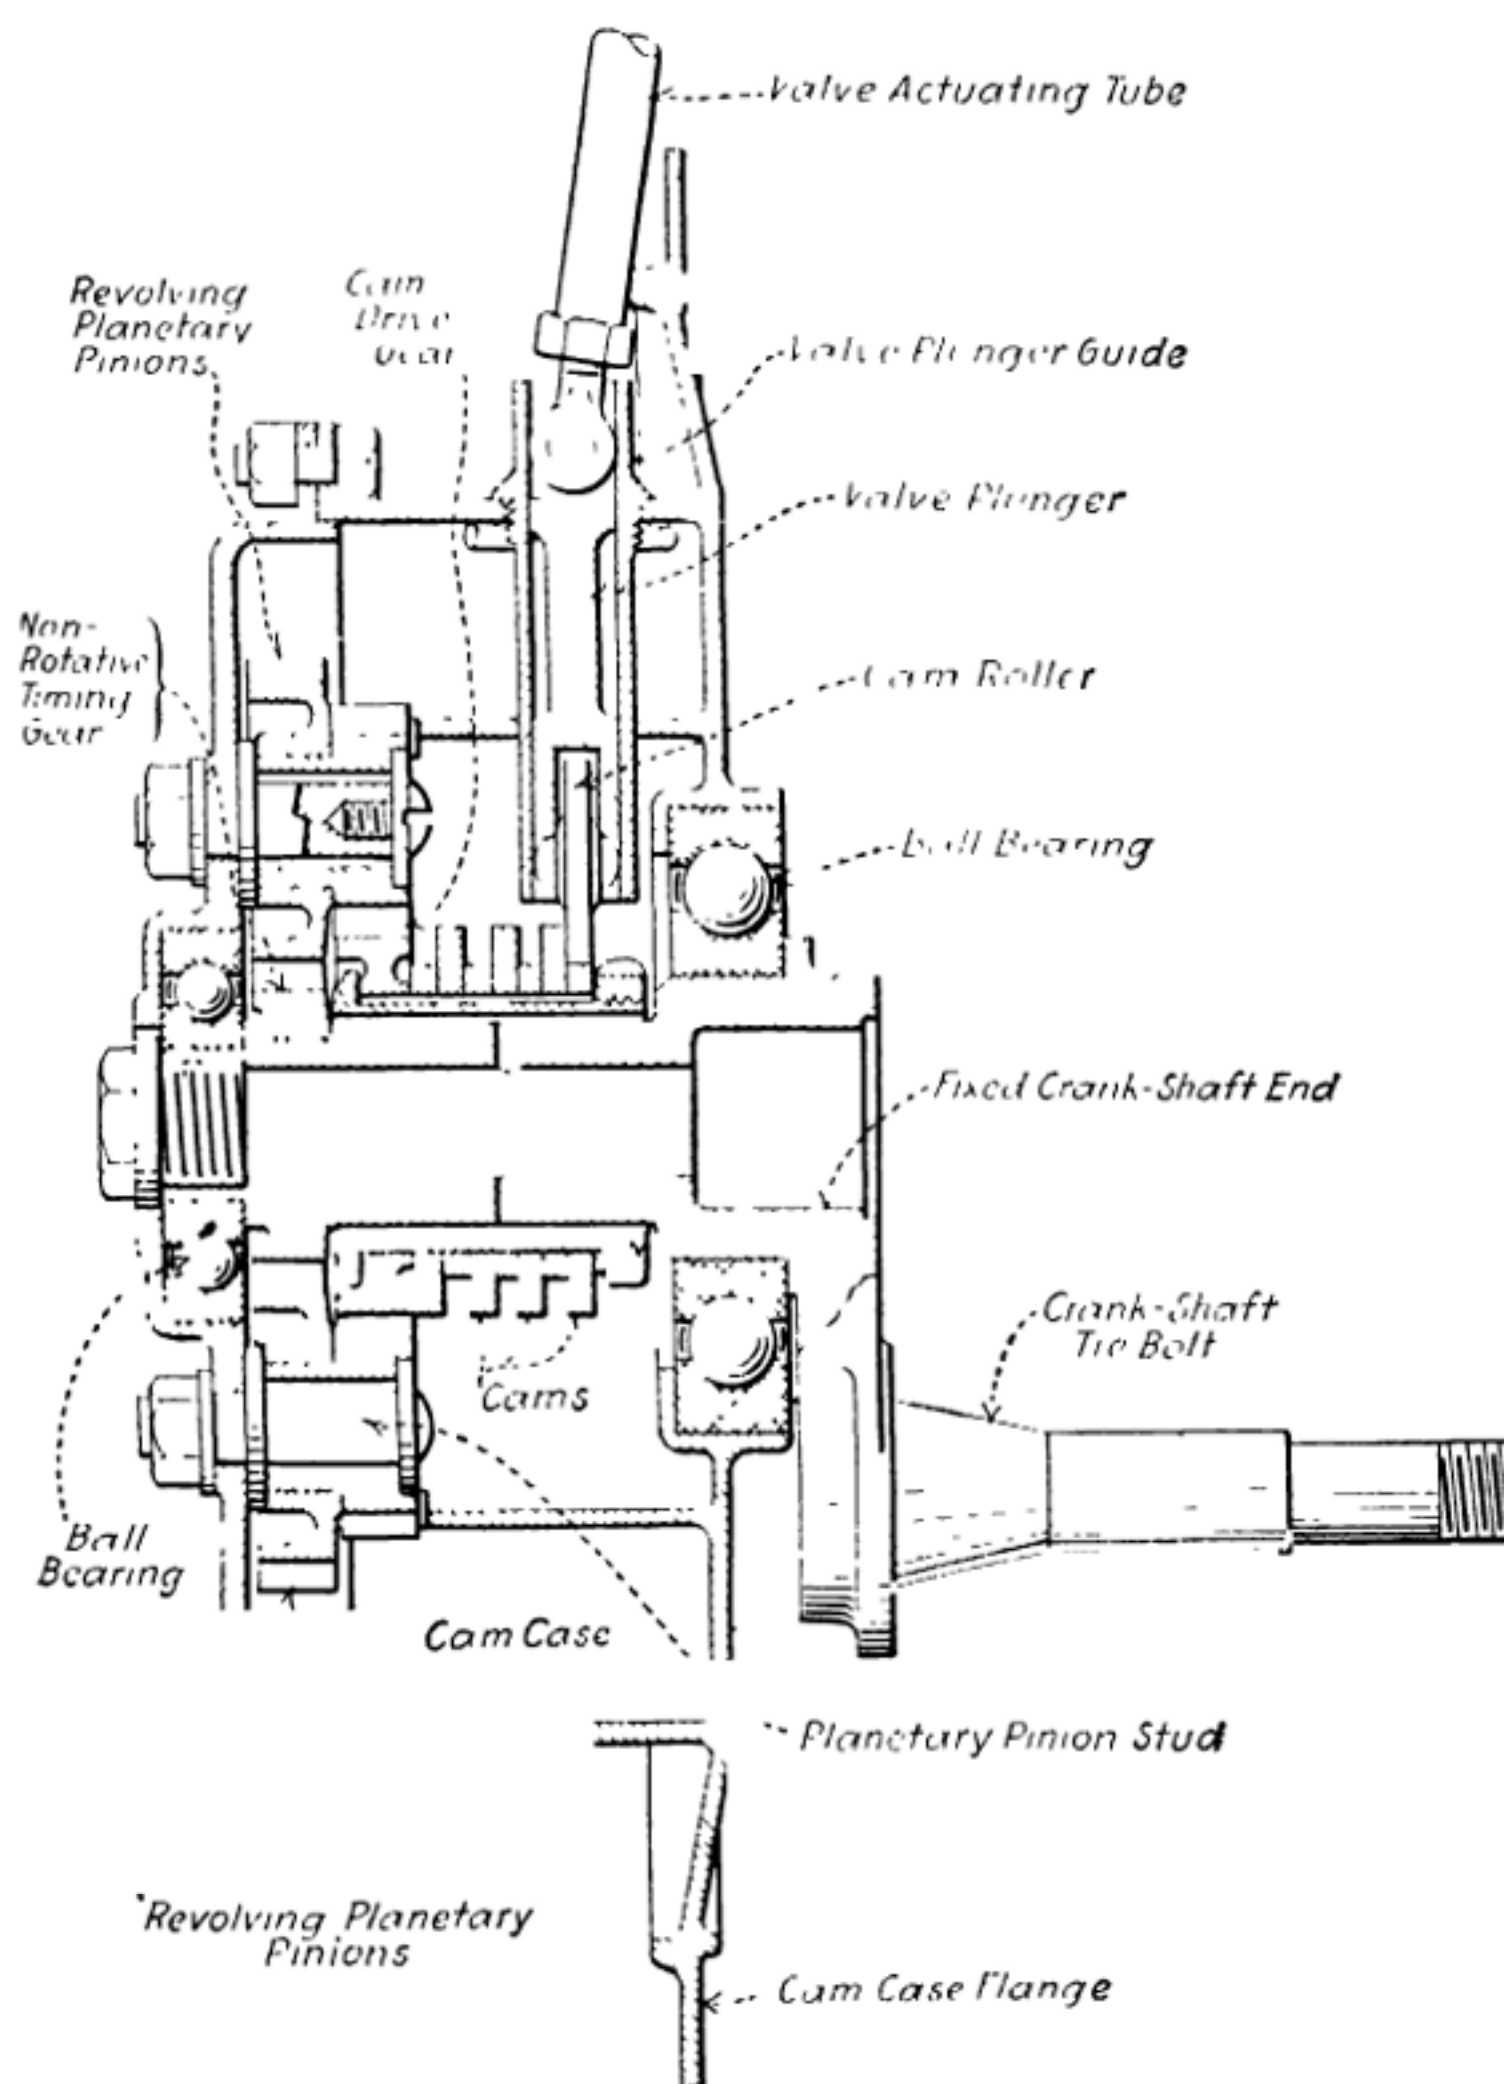 Valve Actuating Tube
Revolving
Planetary
Pinions
Cam
Drive
Gear
Valve Plunger Guide
Valve Plunger
Non-
Rotative
Timing
Gear
Cam Roller
Ball Bearing
Fixed Crank-Shaft End
Crank-Shaft
Tie Bolt
Cams
Ball
Bearing
Cam Case
Planetary Pinion Stud
Revolving Planetary
Pinions
Cam Case Flange